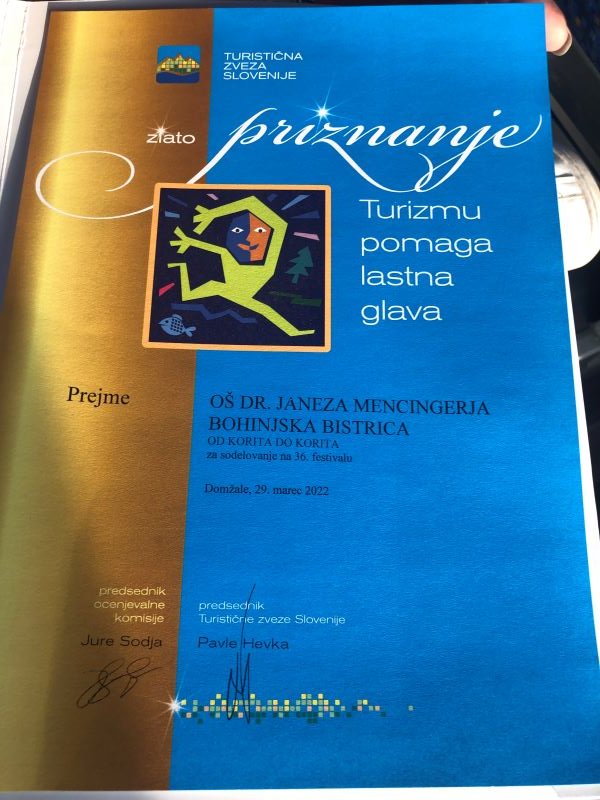 TURISTIČNA
ZVEZA
SLOVENIJE
zlato priznanje
Turizmu
pomaga
lastna
glava
Prejme
OŠ DR. JANEZA MENCINGERJA
BOHINJSKA BISTRICA
OD KORITA DO KORITA
za sodelovanje na 36. festivalu
Domžale, 29. marec 2022
predsednik
ocenjevalne
komisije
Jure Sodja
predsednik
Turistične zveze Slovenije
Pavle Hevka